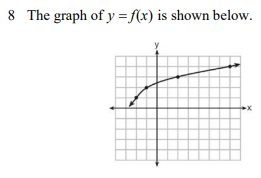 8 The graph of y = f(x) is shown below.
y
x